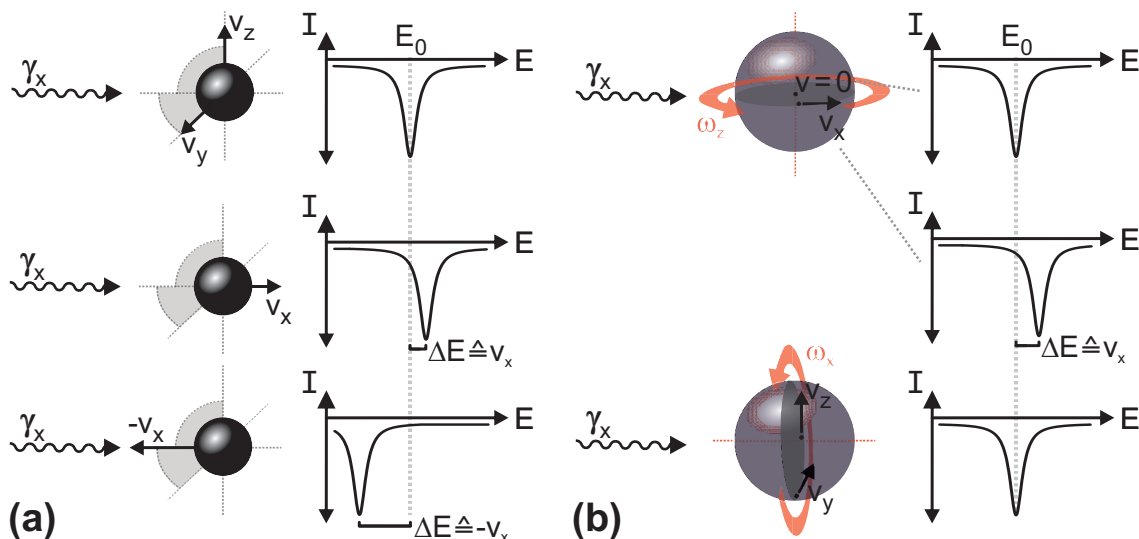 γx
vz
vy
I
E0
E
γx
vx
I
E
ΔE≙vx
γx
-vx
I
E
ΔE≙-vx
(a)
γx
v=0
vx
ωz
I
E0
E
I
E
ΔE≙vx
γx
ωx
vz
vy
I
E
(b)